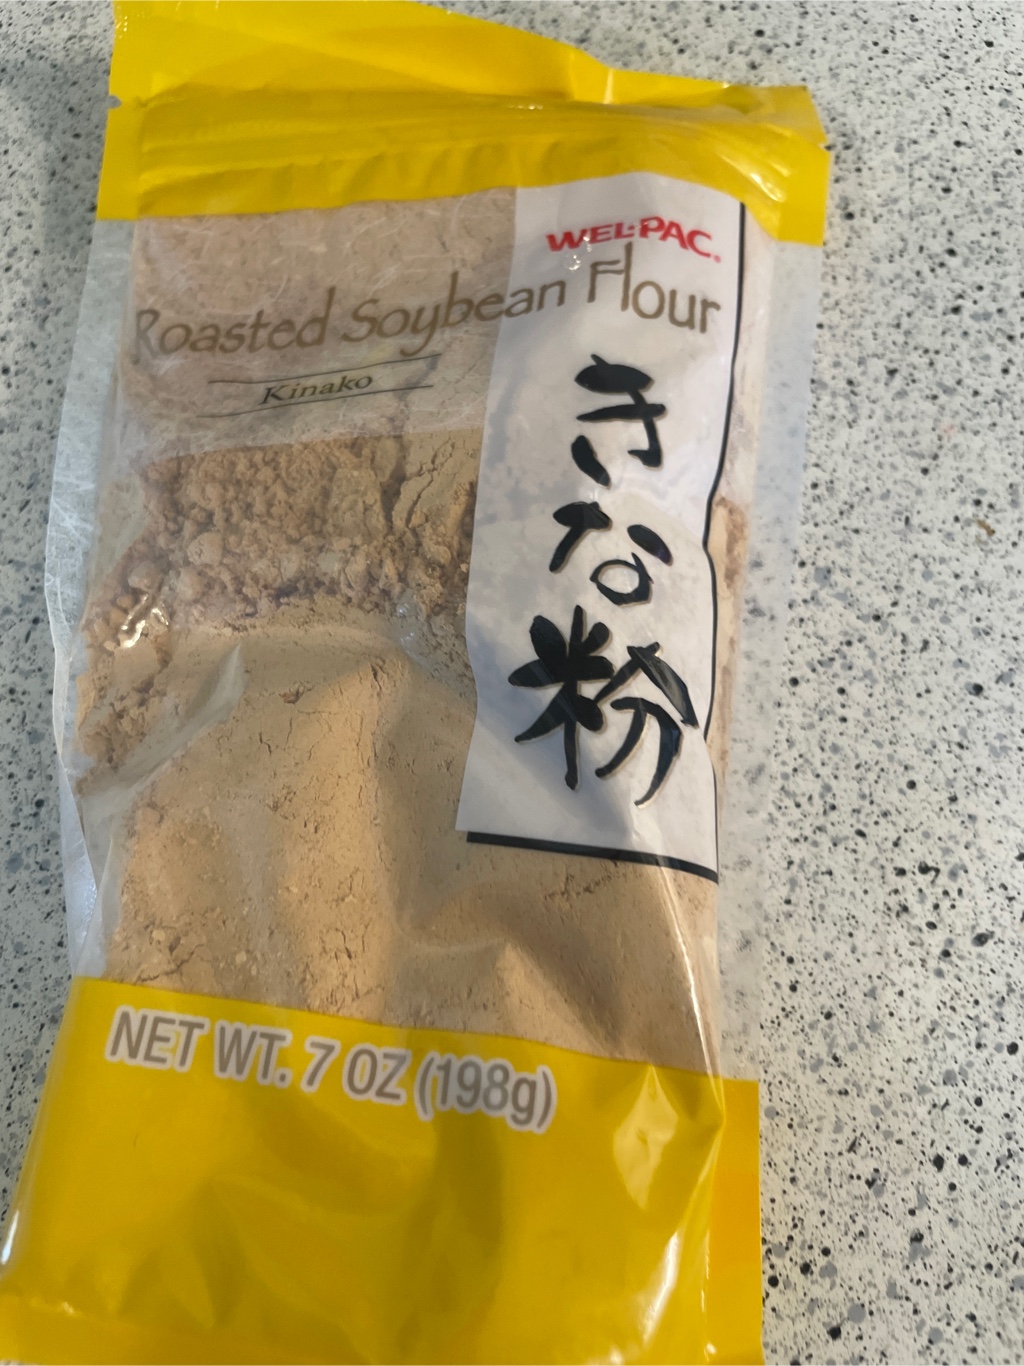 WEL·PAC®
Roasted Soybean Flour
Kinako
きな粉
NET WT. 7 OZ (198g)